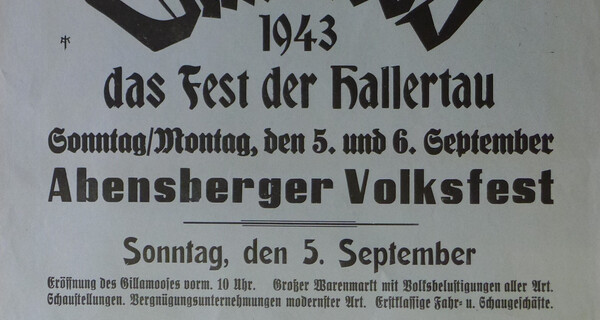 1943
das Fest der Hallertau
Sonntag/Montag, den 5. und 6. September
Abensberger Volksfest
Sonntag, den 5. September
Eröffnung des Gillamooses vorm. 10 Uhr. Großer Warenmarkt mit Volksbelustigungen aller Art.
Schaustellungen. Vergnügungsunternehmungen modernster Art. Erstklassige Fahr- u. Schaugeschäfte.